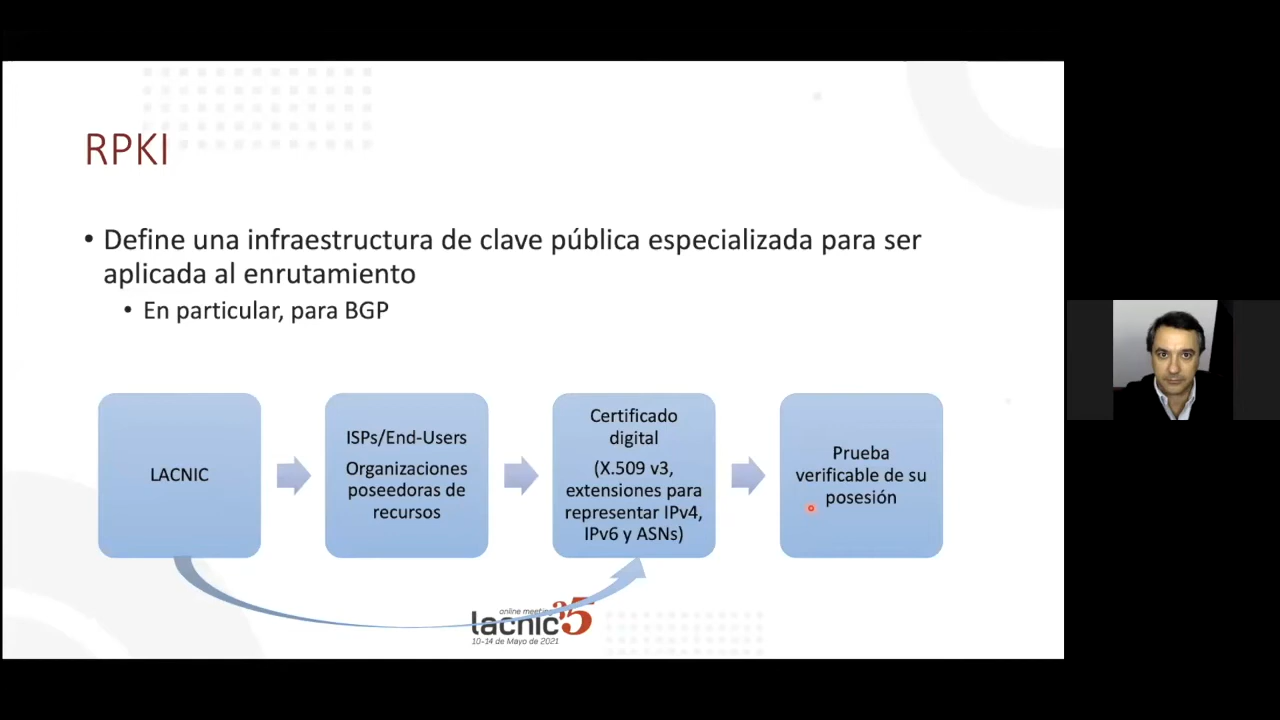 RPKI
• Define una infraestructura de clave pública especializada para ser
aplicada al enrutamiento
• En particular, para BGP
LACNIC
ISPs/End-Users
Organizaciones
poseedoras de
recursos
Certificado
digital
(X.509 v3,
extensiones para
representar IPv4,
IPv6 y ASNs)
Prueba
verificable de su
posesión
online meeting
lacnic35
10-14 de Mayo de 2021